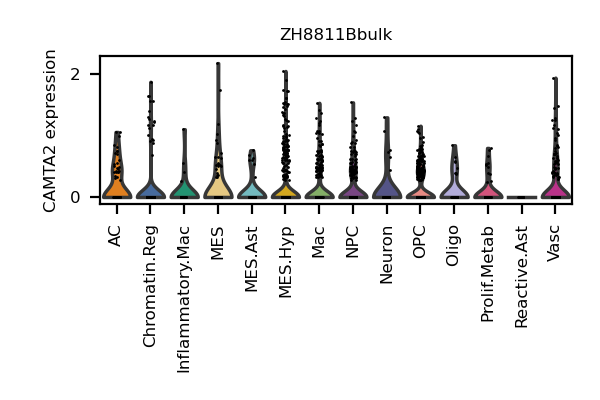 ZH8811Bbulk
CAMTA2 expression
2
0
AC
Chromatin.Reg
Inflammatory.Mac
MES
MES.Ast
MES.Hyp
Mac
NPC
Neuron
OPC
Oligo
Prolif.Metab
Reactive.Ast
Vasc